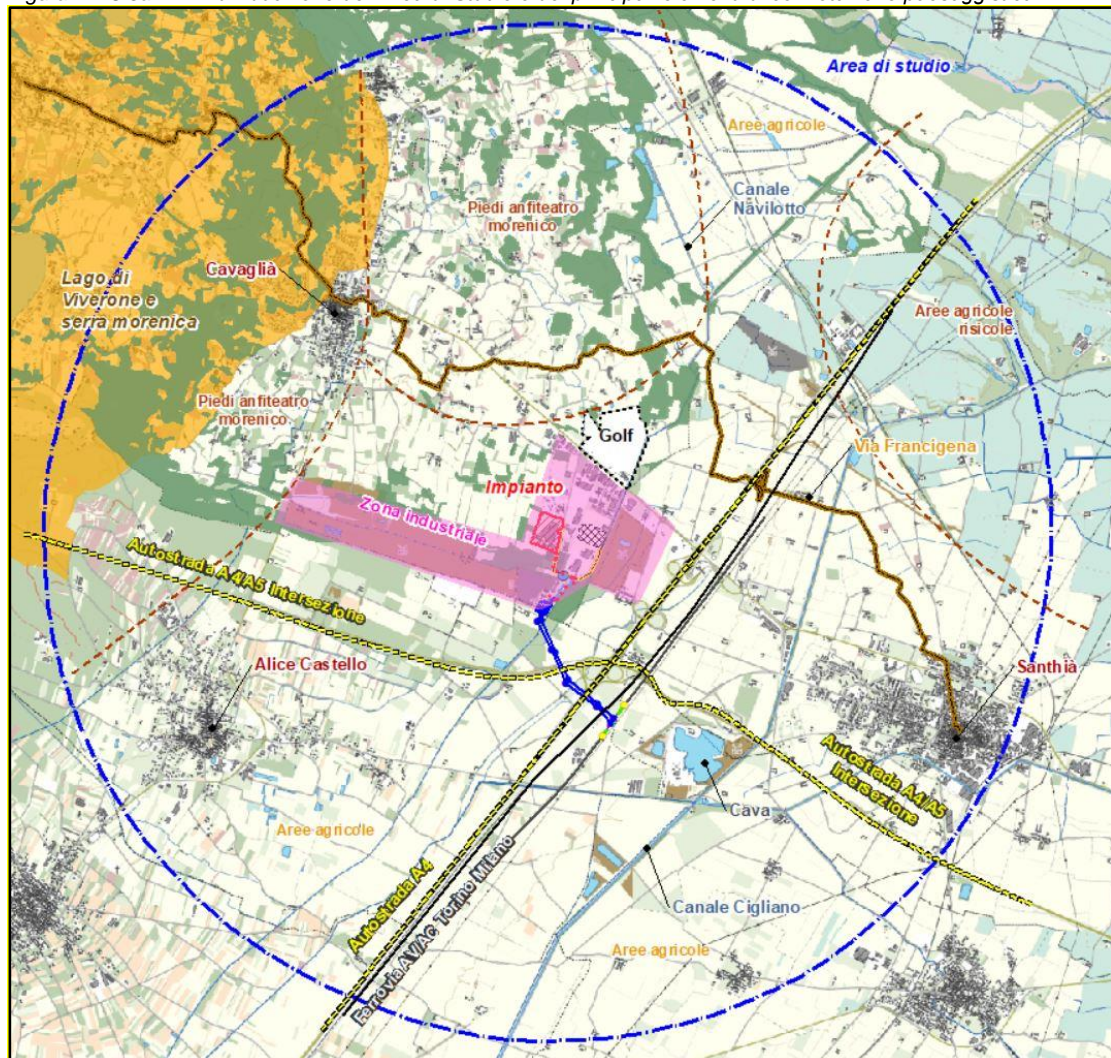 Area di studio
Aree agricole
Canale
Navilotto
Piedi anfiteatro
morenico
Cavaglià
Lago di
Viverone e
serra morenica
Aree agricole
risicole
Piedi anfiteatro
morenico
Golf
Via Francigena
Impianto
Zona industriale
Autostrada A4/A5 Intersezione
Alice Castello
Santhià
Autostrada A4/A5
Intersezione
Cava
Aree agricole
Autostrada A4
Ferrovia AV/AC Torino Milano
Canale Cigliano
Aree agricole